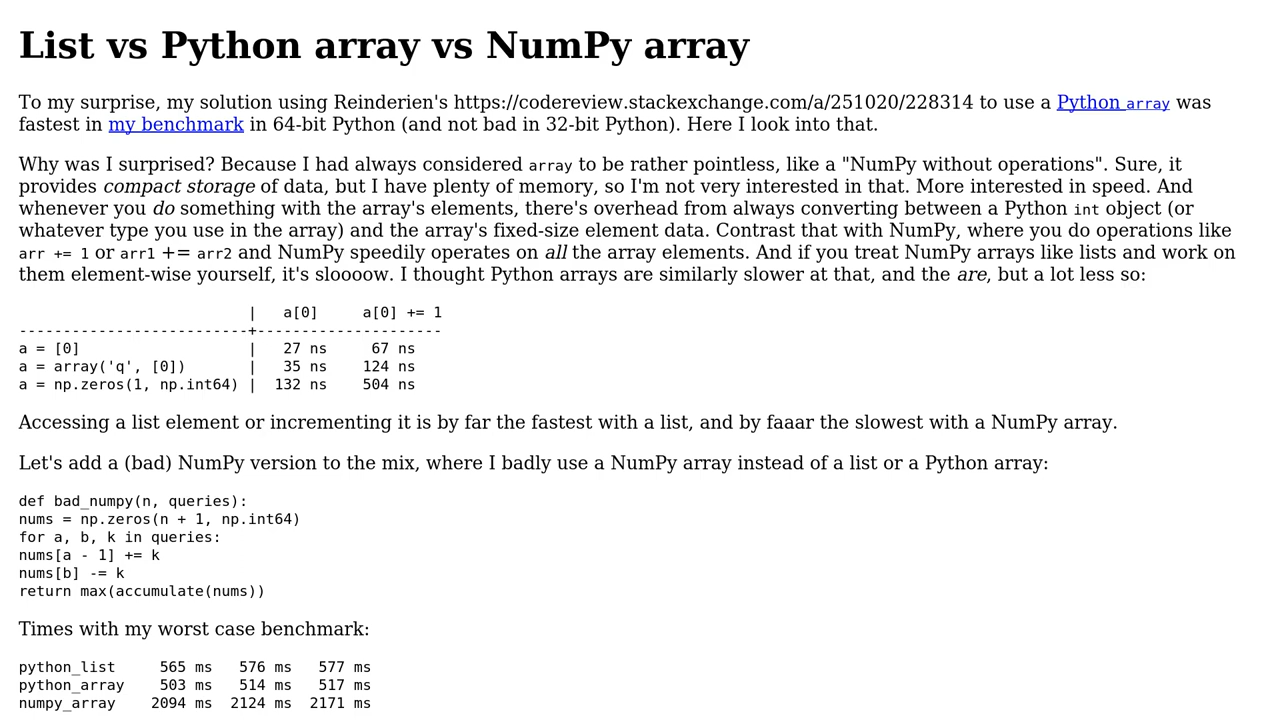 List vs Python array vs NumPy array
To my surprise, my solution using Reinderien's https://codereview.stackexchange.com/a/251020/228314 to use a Python array was
fastest in my benchmark in 64-bit Python (and not bad in 32-bit Python). Here I look into that.
Why was I surprised? Because I had always considered array to be rather pointless, like a "NumPy without operations". Sure, it
provides compact storage of data, but I have plenty of memory, so I'm not very interested in that. More interested in speed. And
whenever you do something with the array's elements, there's overhead from always converting between a Python int object (or
whatever type you use in the array) and the array's fixed-size element data. Contrast that with NumPy, where you do operations like
arr += 1 or arr1 += arr2 and NumPy speedily operates on all the array elements. And if you treat NumPy arrays like lists and work on
them element-wise yourself, it's sloooow. I thought Python arrays are similarly slower at that, and the are, but a lot less so:
                          |   a[0]     a[0] += 1
--------------------------+---------------------
a = [0]                   |   27 ns     67 ns
a = array('q', [0])       |   35 ns    124 ns
a = np.zeros(1, np.int64) |  132 ns    504 ns
Accessing a list element or incrementing it is by far the fastest with a list, and by faaar the slowest with a NumPy array.
Let's add a (bad) NumPy version to the mix, where I badly use a NumPy array instead of a list or a Python array:
def bad_numpy(n, queries):
nums = np.zeros(n + 1, np.int64)
for a, b, k in queries:
nums[a - 1] += k
nums[b] -= k
return max(accumulate(nums))
Times with my worst case benchmark:
python_list     565 ms   576 ms   577 ms
python_array    503 ms   514 ms   517 ms
numpy_array    2094 ms  2124 ms  2171 ms